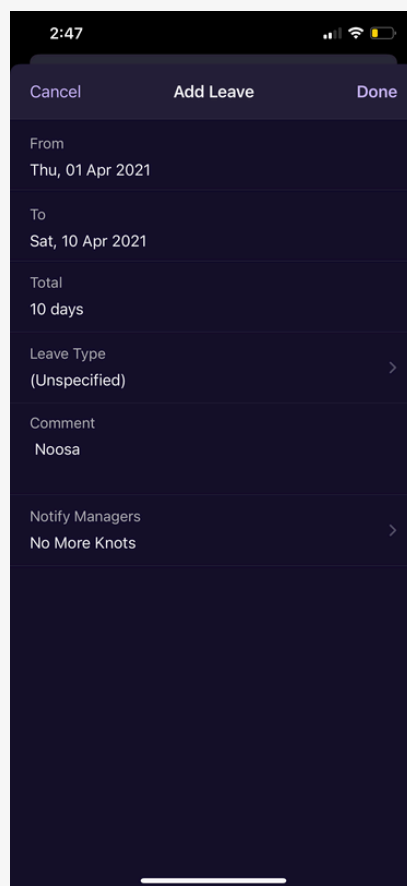 2:47
Cancel Add Leave Done
From
Thu, 01 Apr 2021
To
Sat, 10 Apr 2021
Total
10 days
Leave Type
(Unspecified)
Comment
Noosa
Notify Managers
No More Knots